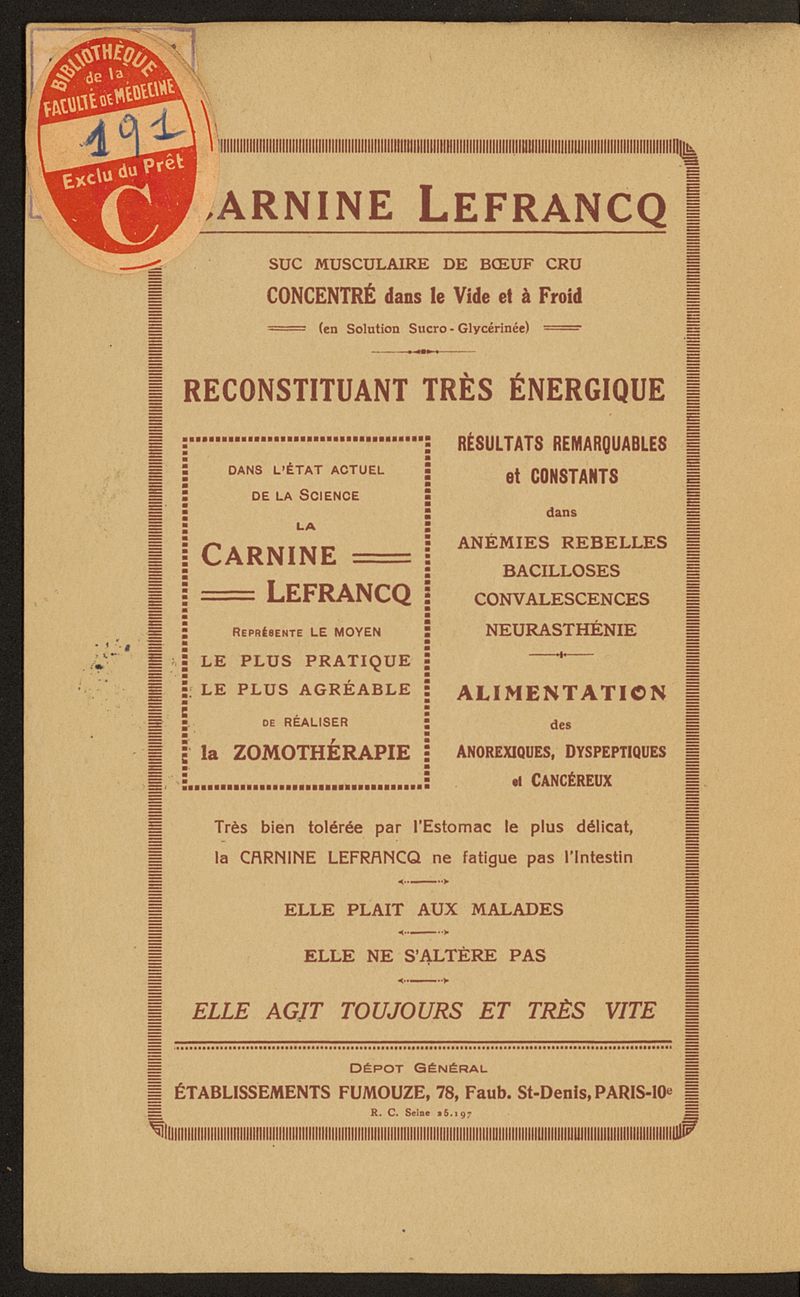 BIBLIOTHÈQUE
de la
FACULTÉ DE MÉDECINE
191
Exclu du Prêt
C
CARNINE LEFRANCQ
SUC MUSCULAIRE DE BŒUF CRU
CONCENTRÉ dans le Vide et à Froid
(en Solution Sucro-Glycérinée)
RECONSTITUANT TRÈS ÉNERGIQUE
DANS L'ÉTAT ACTUEL
DE LA SCIENCE
LA
CARNINE
LEFRANCQ
REPRÉSENTE LE MOYEN
LE PLUS PRATIQUE
LE PLUS AGRÉABLE
DE RÉALISER
la ZOMOTHÉRAPIE
RÉSULTATS REMARQUABLES
et CONSTANTS
dans
ANÉMIES REBELLES
BACILLOSES
CONVALESCENCES
NEURASTHÉNIE
ALIMENTATION
des
ANOREXIQUES, DYSPEPTIQUES
et CANCÉREUX
Très bien tolérée par l'Estomac le plus délicat,
la CARNINE LEFRANCQ ne fatigue pas l'Intestin
ELLE PLAIT AUX MALADES
ELLE NE S'ALTÈRE PAS
ELLE AGIT TOUJOURS ET TRÈS VITE
DÉPOT GÉNÉRAL
ÉTABLISSEMENTS FUMOUZE, 78, Faub. St-Denis, PARIS-10e
R. C. Seine 26.197